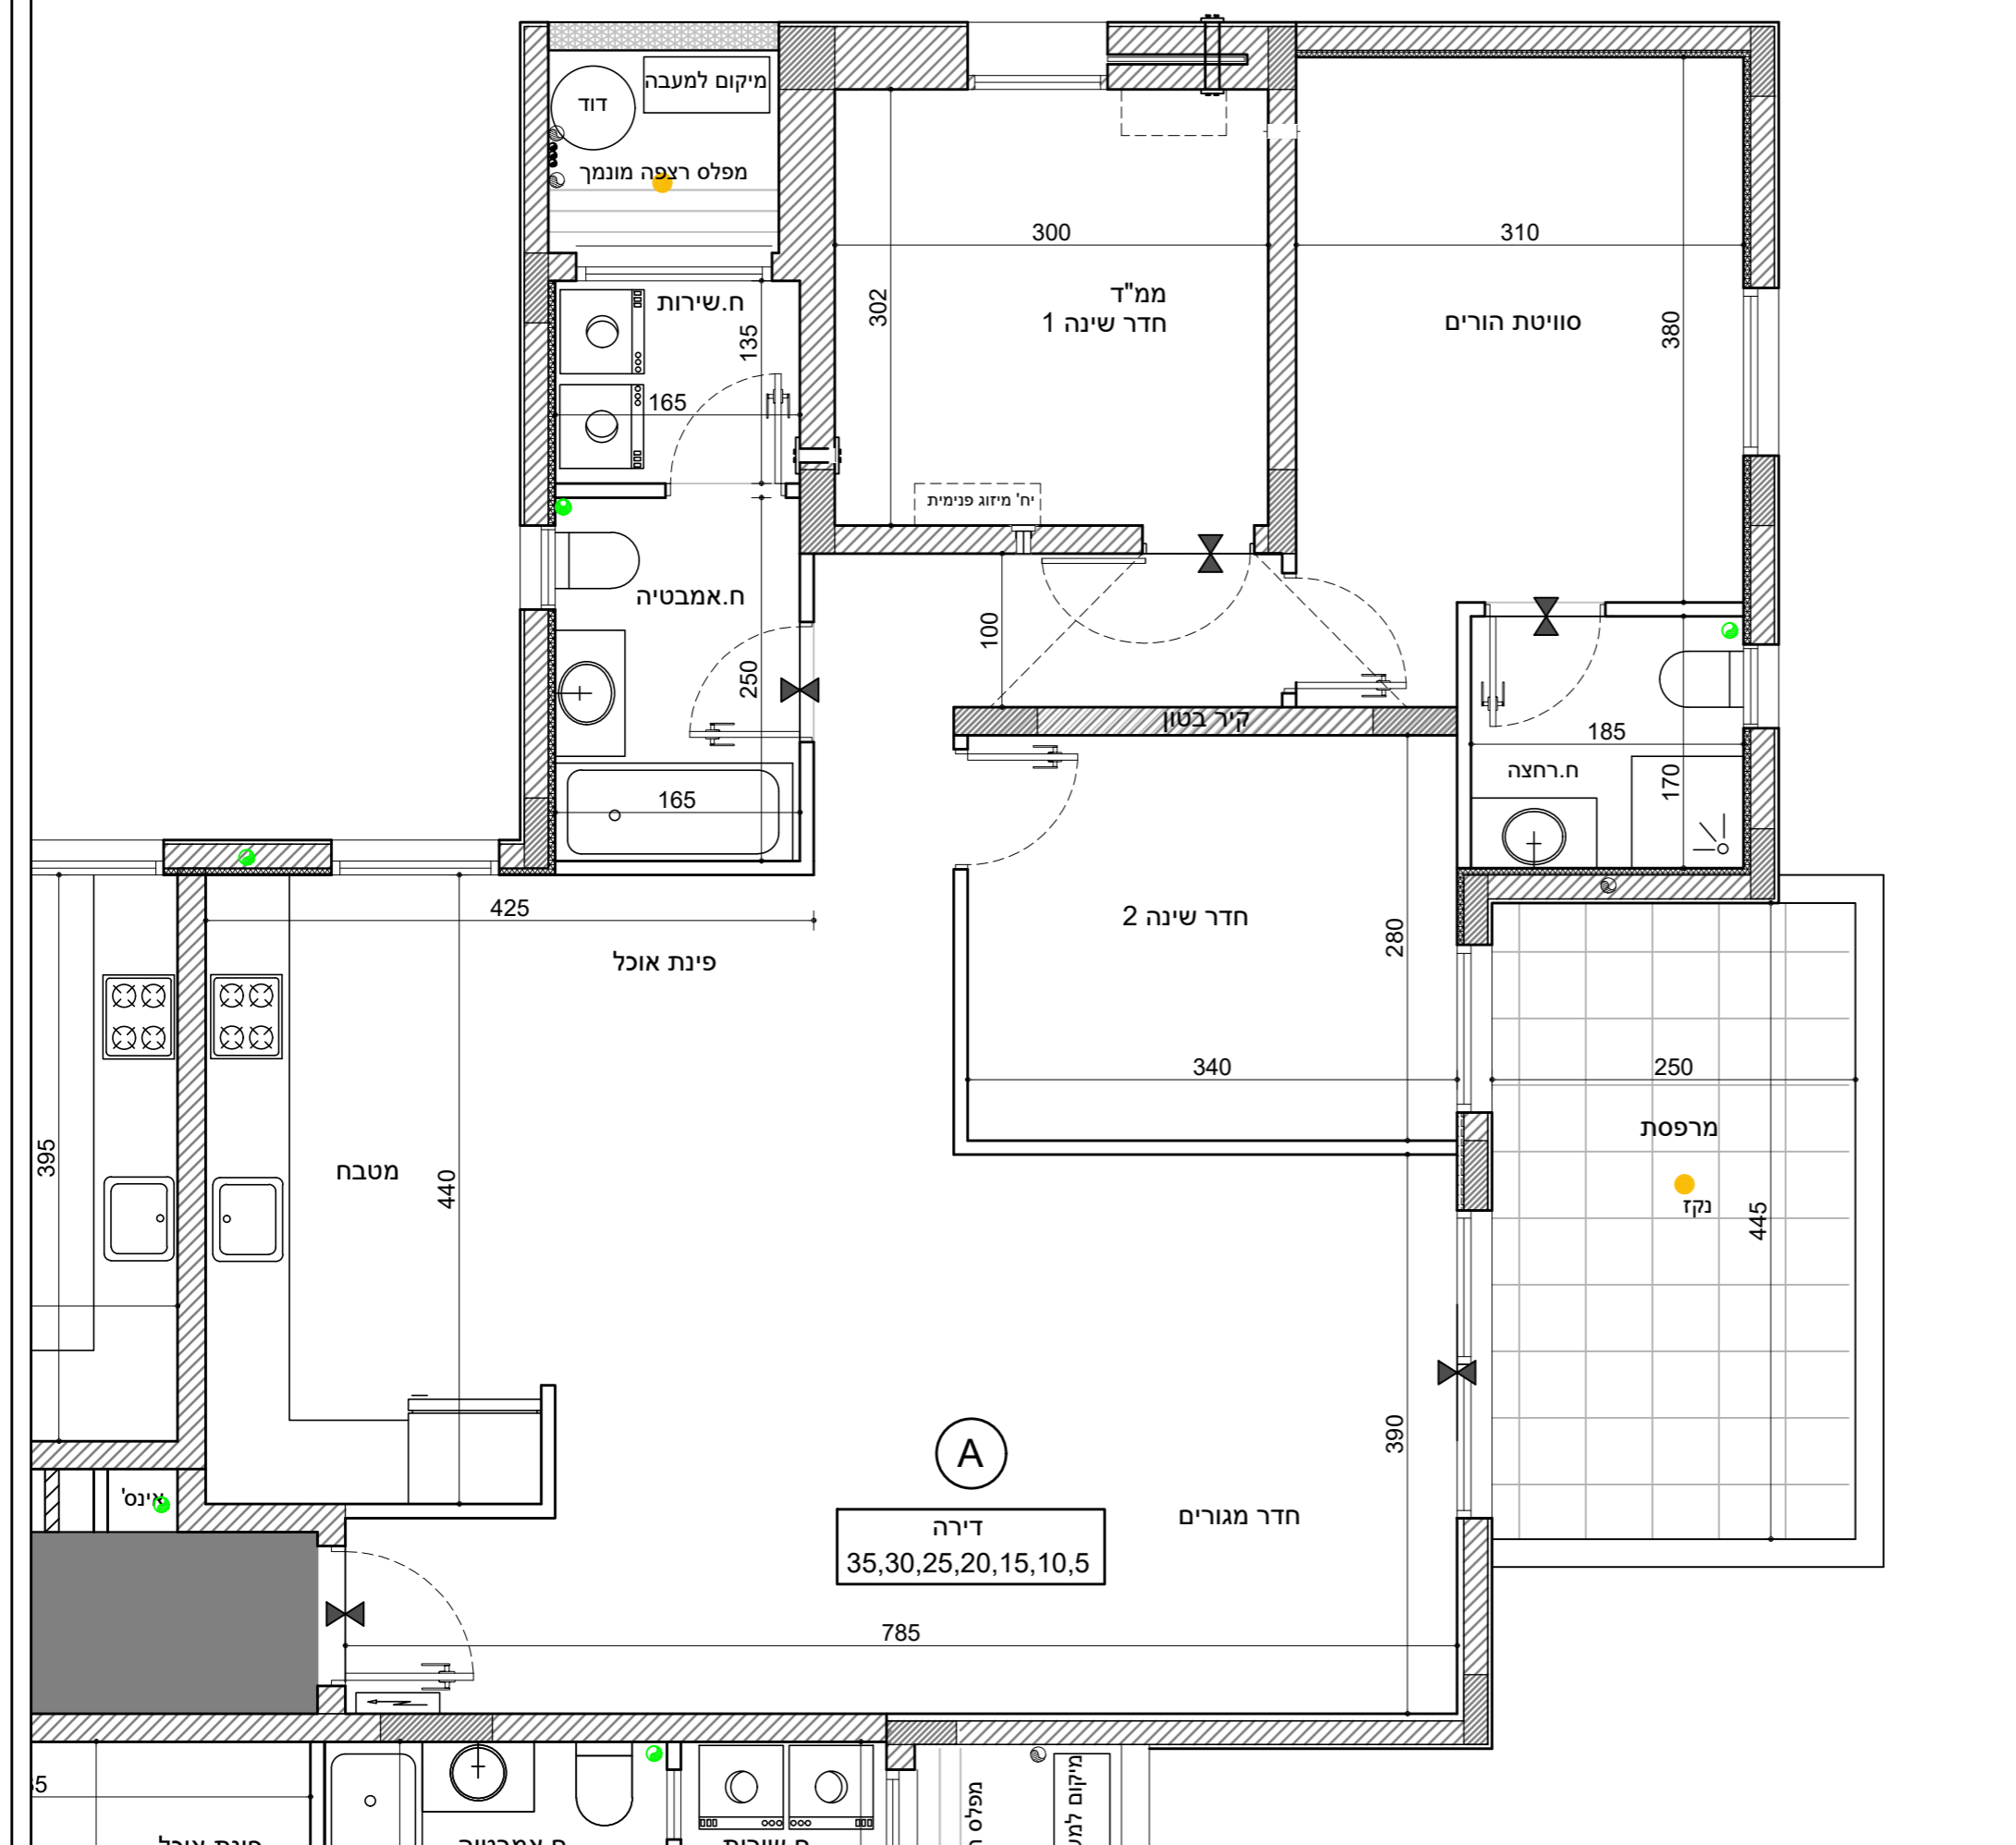 מיקום למעבה
דוד
מפלס רצפה מונמך
300
310
ח.שירות
302
ממ"ד
חדר שינה 1
סוויטת הורים
380
135
165
יח' מיזוג פנימית
ח.אמבטיה
100
250
קיר בטון
185
ח.רחצה
170
165
425
חדר שינה 2
280
פינת אוכל
340
250
מרפסת
395
מטבח
440
נקז
445
390
A
אינס'
חדר מגורים
דירה
35,30,25,20,15,10,5
785
מיקום
מפלס